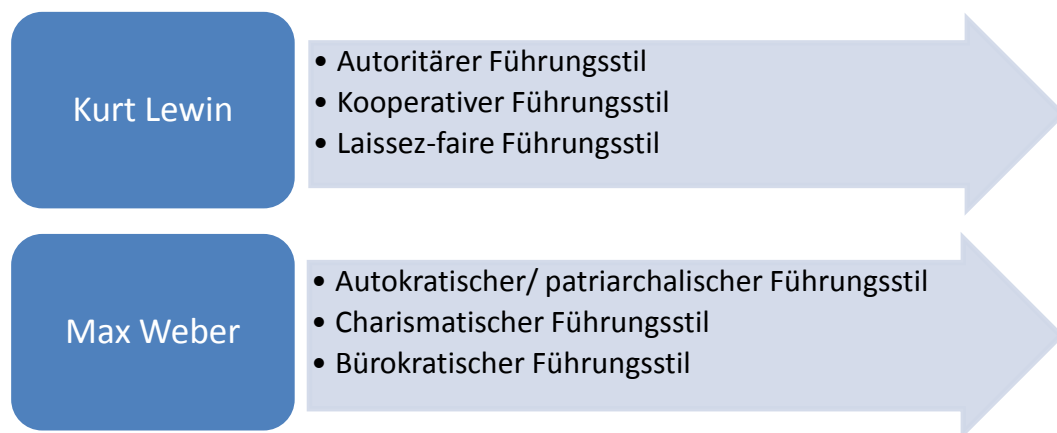 Kurt Lewin
• Autoritärer Führungsstil
• Kooperativer Führungsstil
• Laissez-faire Führungsstil
Max Weber
• Autokratischer/ patriarchalischer Führungsstil
• Charismatischer Führungsstil
• Bürokratischer Führungsstil